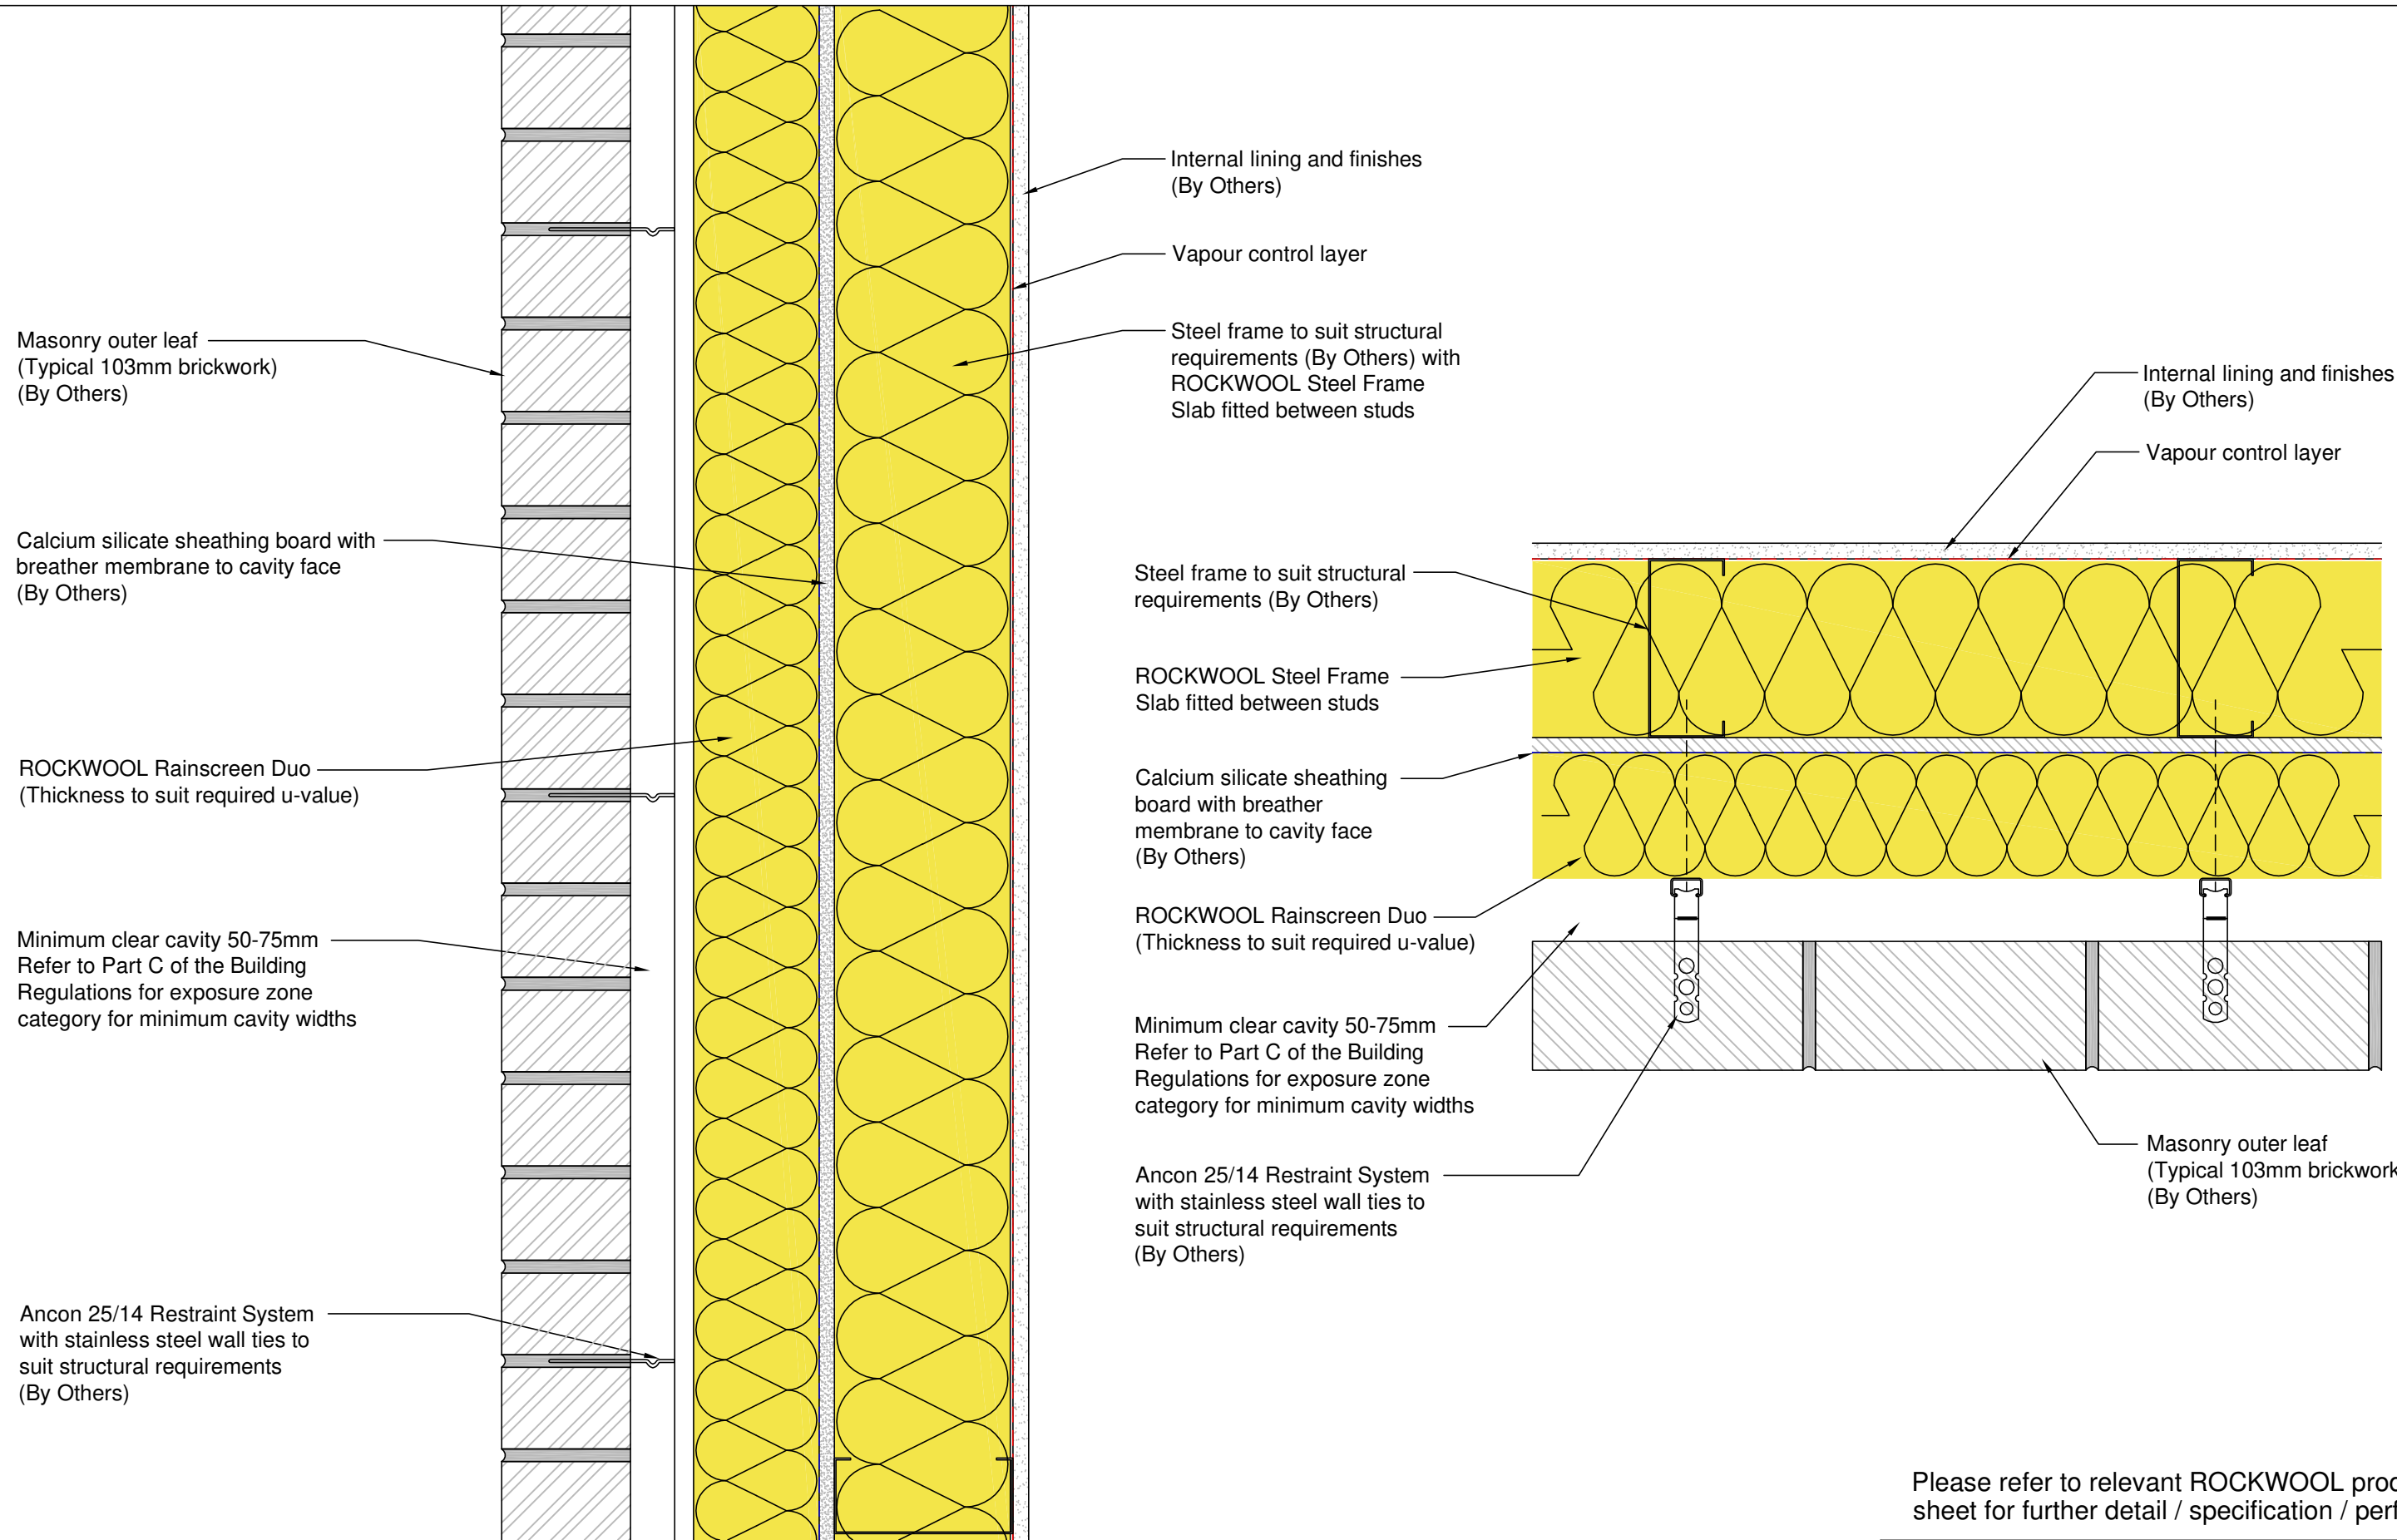 Masonry outer leaf
(Typical 103mm brickwork)
(By Others)
Calcium silicate sheathing board with
breather membrane to cavity face
(By Others)
ROCKWOOL Rainscreen Duo
(Thickness to suit required u-value)
Minimum clear cavity 50-75mm
Refer to Part C of the Building
Regulations for exposure zone
category for minimum cavity widths
Ancon 25/14 Restraint System
with stainless steel wall ties to
suit structural requirements
(By Others)
Internal lining and finishes
(By Others)
Vapour control layer
Steel frame to suit structural
requirements (By Others) with
ROCKWOOL Steel Frame
Slab fitted between studs
Steel frame to suit structural
requirements (By Others)
ROCKWOOL Steel Frame
Slab fitted between studs
Calcium silicate sheathing
board with breather
membrane to cavity face
(By Others)
ROCKWOOL Rainscreen Duo
(Thickness to suit required u-value)
Minimum clear cavity 50-75mm
Refer to Part C of the Building
Regulations for exposure zone
category for minimum cavity widths
Ancon 25/14 Restraint System
with stainless steel wall ties to
suit structural requirements
(By Others)
Internal lining and finishes
(By Others)
Vapour control layer
Masonry outer leaf
(Typical 103mm brickwork
(By Others)
Please refer to relevant ROCKWOOL
sheet for further detail / specification /